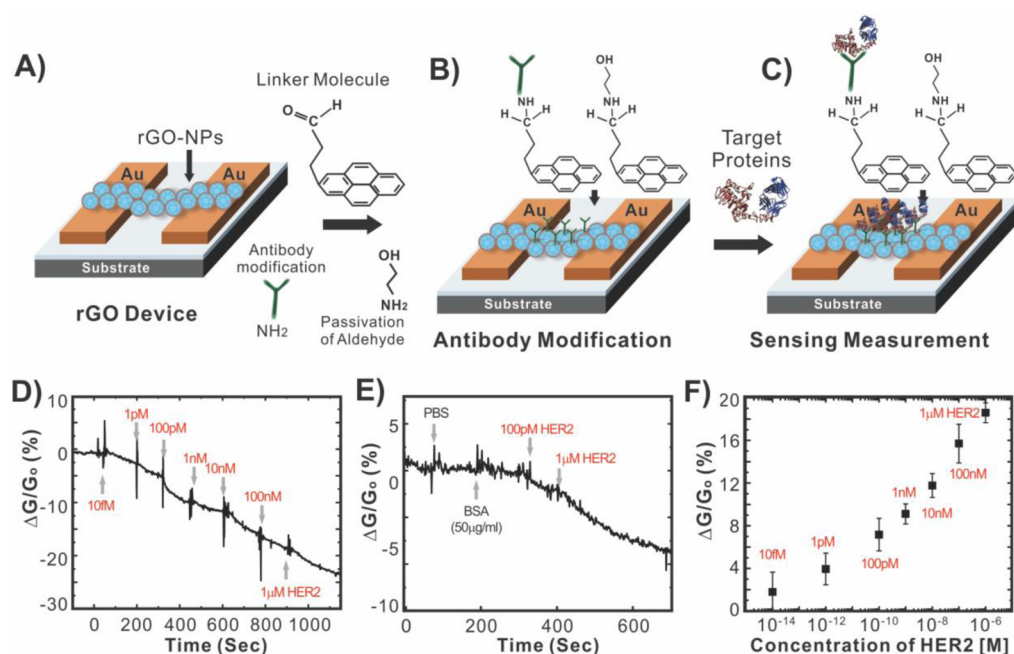 A)
Linker Molecule
O
H
C
rGO-NPs
Au
Au
Substrate
rGO Device
Antibody
modification
NH2
OH
NH2
Passivation
of Aldehyde
B)
OH
NH
H
C
H
NH
H
C
H
Au
Au
Substrate
Antibody Modification
Target
Proteins
C)
OH
NH
H
C
H
NH
H
C
H
Au
Au
Substrate
Sensing Measurement
D)
ΔG/G₀ (%)
10
0
-10
-20
-30
10fM
1pM
100pM
1nM
10nM
100nM
1μM HER2
0 200 400 600 800 1000
Time (Sec)
E)
ΔG/G₀ (%)
5
0
-5
-10
PBS
BSA
(50μg/ml)
100pM HER2
1μM HER2
0 200 400 600
Time (Sec)
F)
ΔG/G₀ (%)
20
16
12
8
4
0
10fM
1pM
100pM
1nM
10nM
100nM
1μM HER2
10⁻¹⁴ 10⁻¹² 10⁻¹⁰ 10⁻⁸ 10⁻⁶
Concentration of HER2 [M]